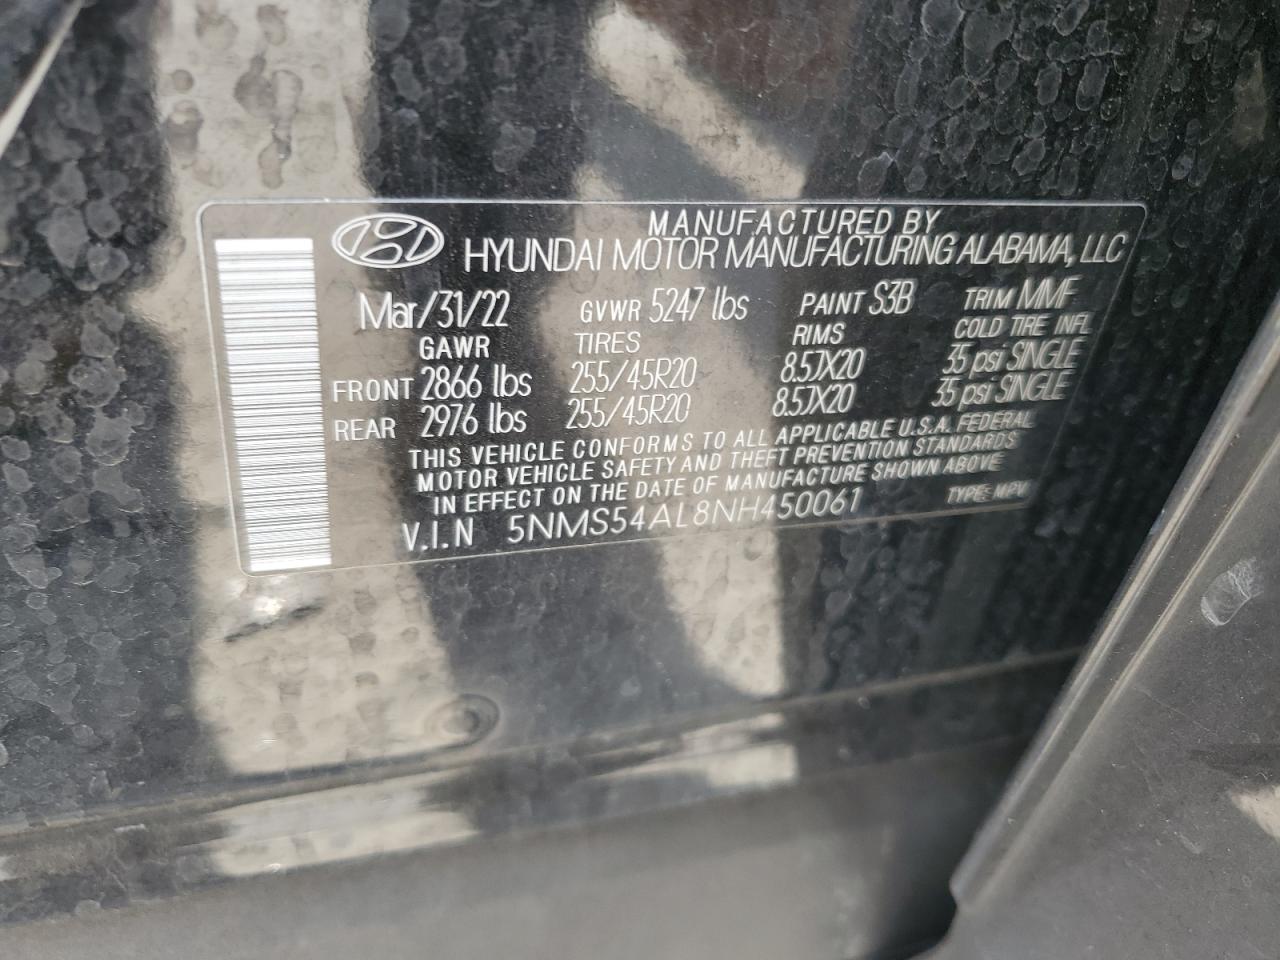 MANUFACTURED BY
HYUNDAI MOTOR MANUFACTURING ALABAMA, LLC
Mar/31/22 GVWR 5247 lbs PAINT S3B TRIM MMF
GAWR TIRES RIMS COLD TIRE INFL
FRONT 2866 lbs 255/45R20 8.5JX20 35 psi SINGLE
REAR 2976 lbs 255/45R20 8.5JX20 35 psi SINGLE
THIS VEHICLE CONFORMS TO ALL APPLICABLE U.S.A. FEDERAL
MOTOR VEHICLE SAFETY AND THEFT PREVENTION STANDARDS
IN EFFECT ON THE DATE OF MANUFACTURE SHOWN ABOVE
V.I.N 5NMS54AL8NH450061 TYPE: MPV